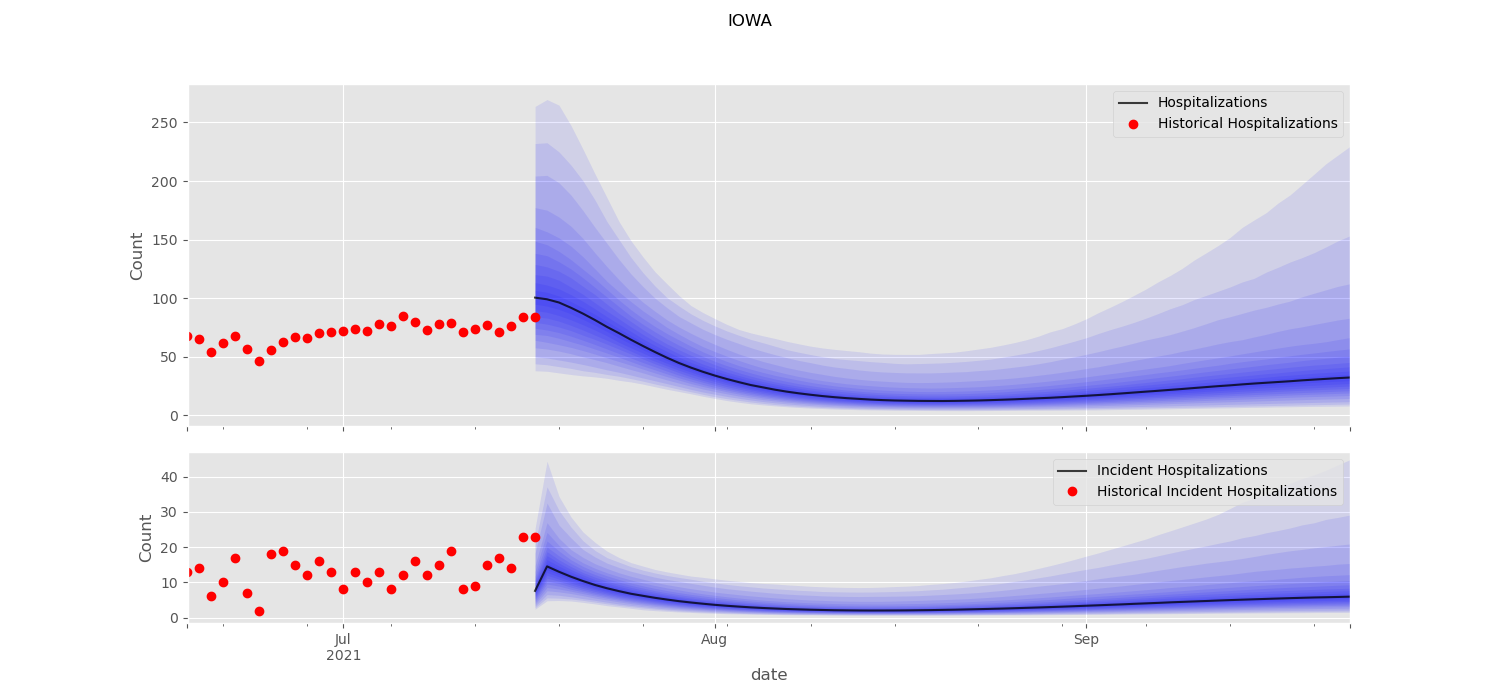 IOWA
Hospitalizations
Historical Hospitalizations
250
200
150
100
50
0
Count
Incident Hospitalizations
Historical Incident Hospitalizations
40
30
20
10
0
Count
Jul
2021
Aug
Sep
date